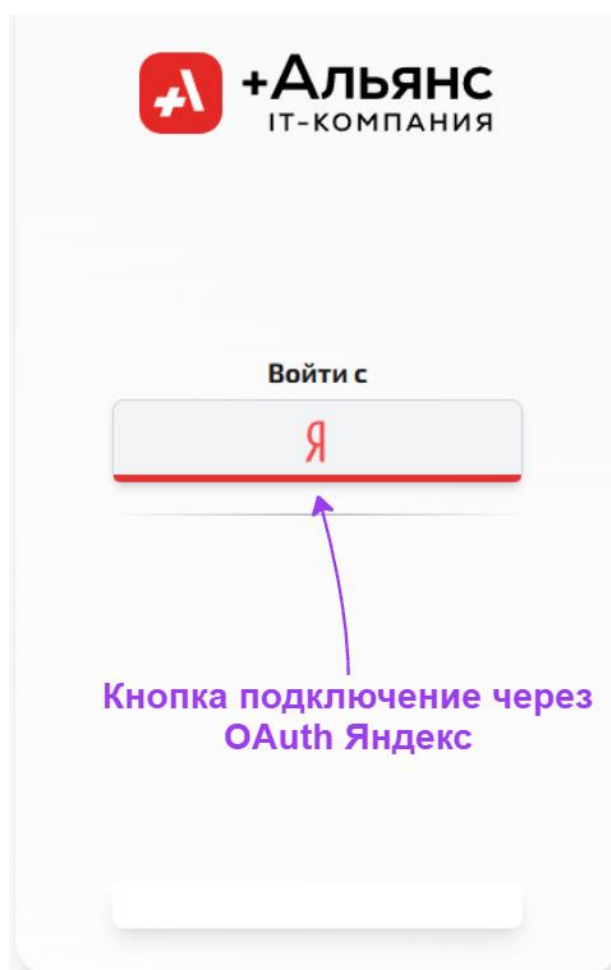 +Альянс
IT-КОМПАНИЯ
Войти с
Я
Кнопка подключение через
OAuth Яндекс